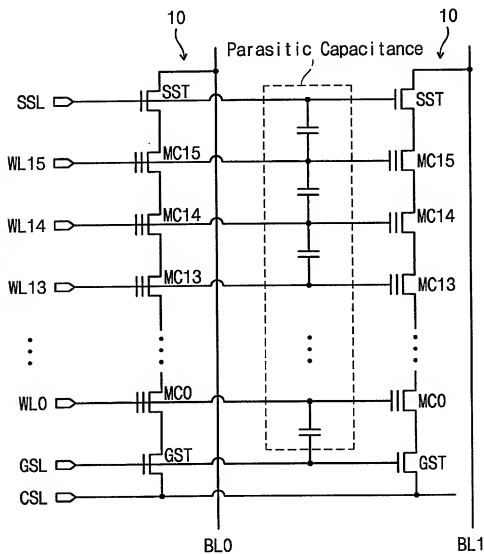 10
10
Parasitic Capacitance
SSL
SST
SST
WL15
MC15
MC15
WL14
MC14
MC14
WL13
MC13
MC13
WL0
MC0
MC0
GSL
GST
GST
CSL
BL0
BL1